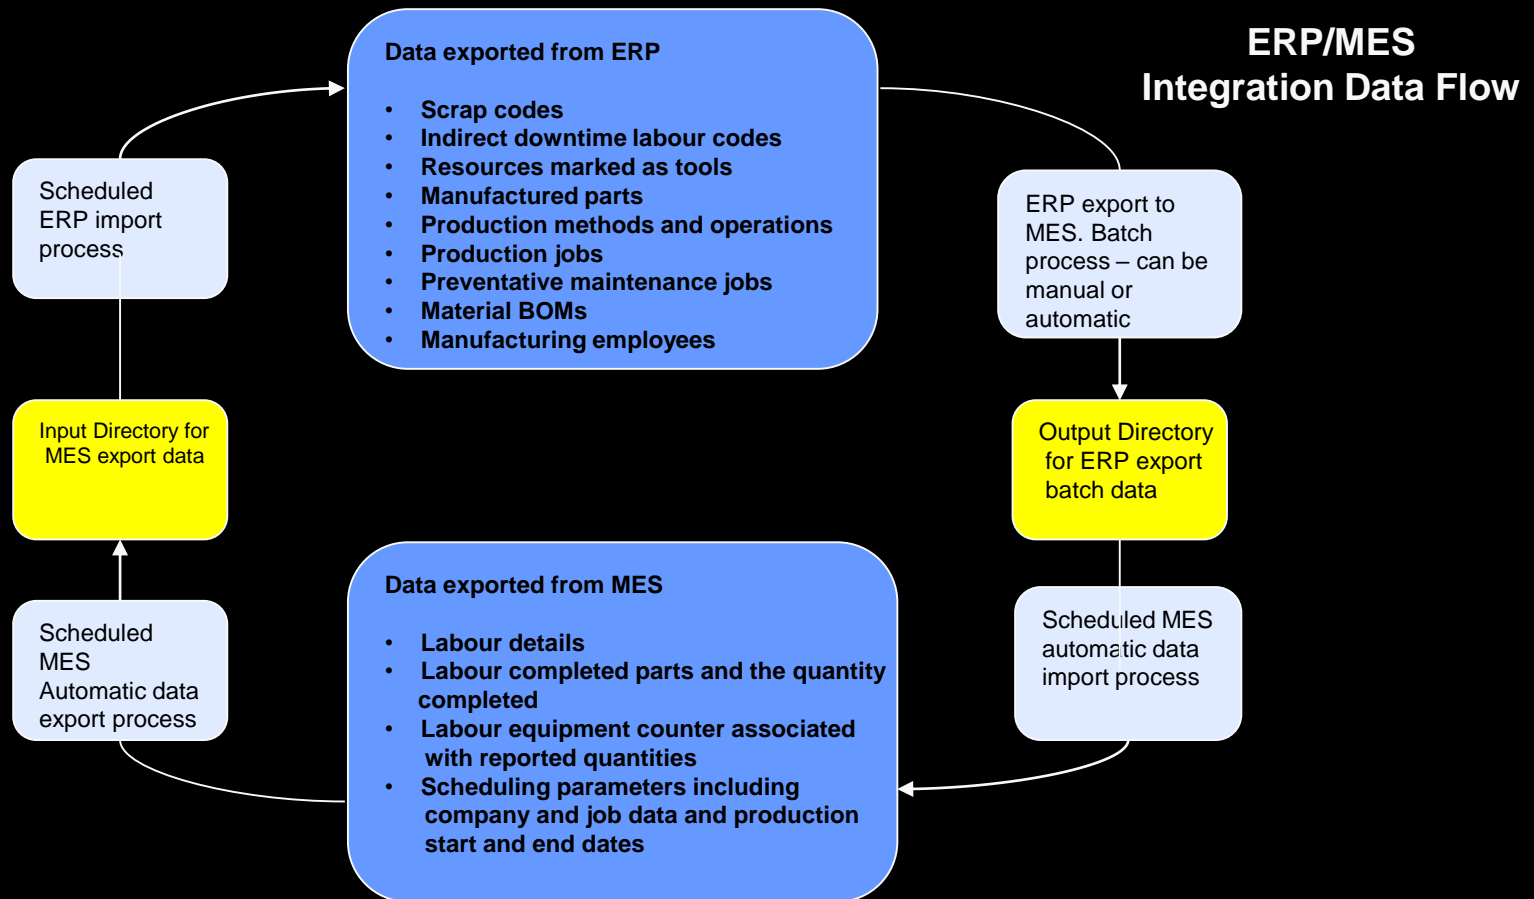 ERP/MES
Integration Data Flow
Data exported from ERP
• Scrap codes
• Indirect downtime labour codes
• Resources marked as tools
• Manufactured parts
• Production methods and operations
• Production jobs
• Preventative maintenance jobs
• Material BOMs
• Manufacturing employees
ERP export to
MES. Batch
process – can be
manual or
automatic
Output Directory
for ERP export
batch data
Scheduled MES
automatic data
import process
Data exported from MES
• Labour details
• Labour completed parts and the quantity
completed
• Labour equipment counter associated
with reported quantities
• Scheduling parameters including
company and job data and production
start and end dates
Scheduled
MES
Automatic data
export process
Input Directory for
MES export data
Scheduled
ERP import
process